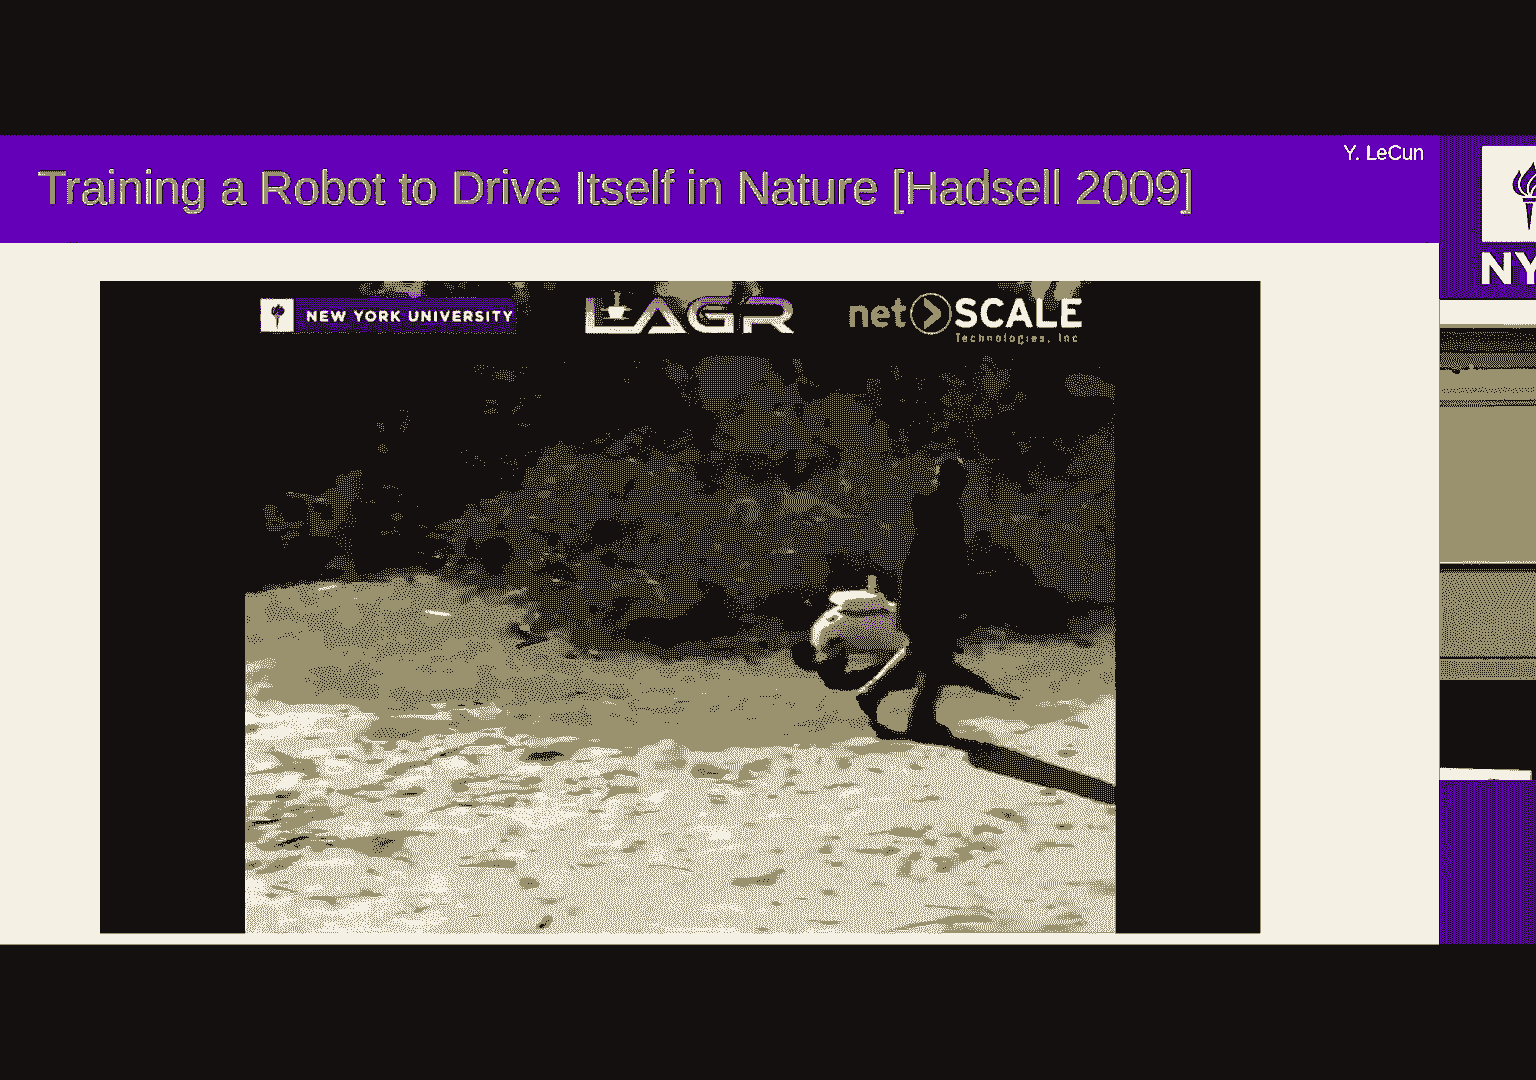 Y. LeCun
Training a Robot to Drive Itself in Nature [Hadsell 2009]
NEW YORK UNIVERSITY
LAGR
net SCALE
Technologies, Inc
NY